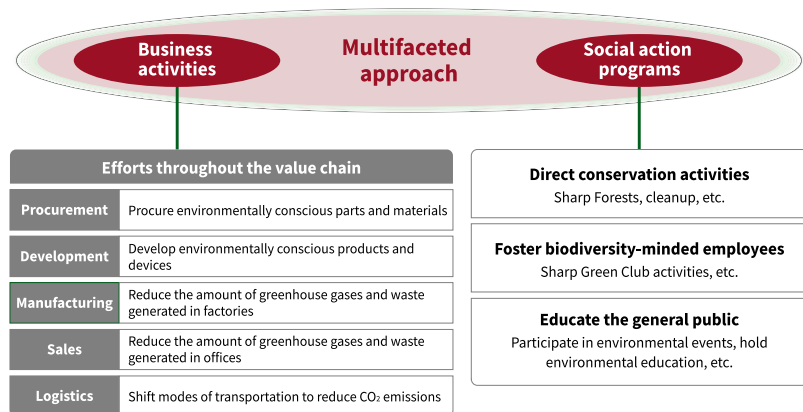 Business
activities
Multifaceted
approach
Social action
programs
Efforts throughout the value chain
Procurement
Procure environmentally conscious parts and materials
Development
Develop environmentally conscious products and
devices
Manufacturing
Reduce the amount of greenhouse gases and waste
generated in factories
Sales
Reduce the amount of greenhouse gases and waste
generated in offices
Logistics
Shift modes of transportation to reduce CO₂ emissions
Direct conservation activities
Sharp Forests, cleanup, etc.
Foster biodiversity-minded employees
Sharp Green Club activities, etc.
Educate the general public
Participate in environmental events, hold
environmental education, etc.